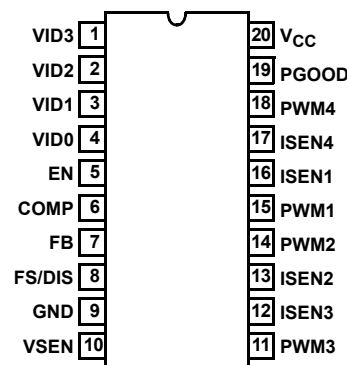 VID3 1 20 VCC
VID2 2 19 PGOOD
VID1 3 18 PWM4
VID0 4 17 ISEN4
EN 5 16 ISEN1
COMP 6 15 PWM1
FB 7 14 PWM2
FS/DIS 8 13 ISEN2
GND 9 12 ISEN3
VSEN 10 11 PWM3